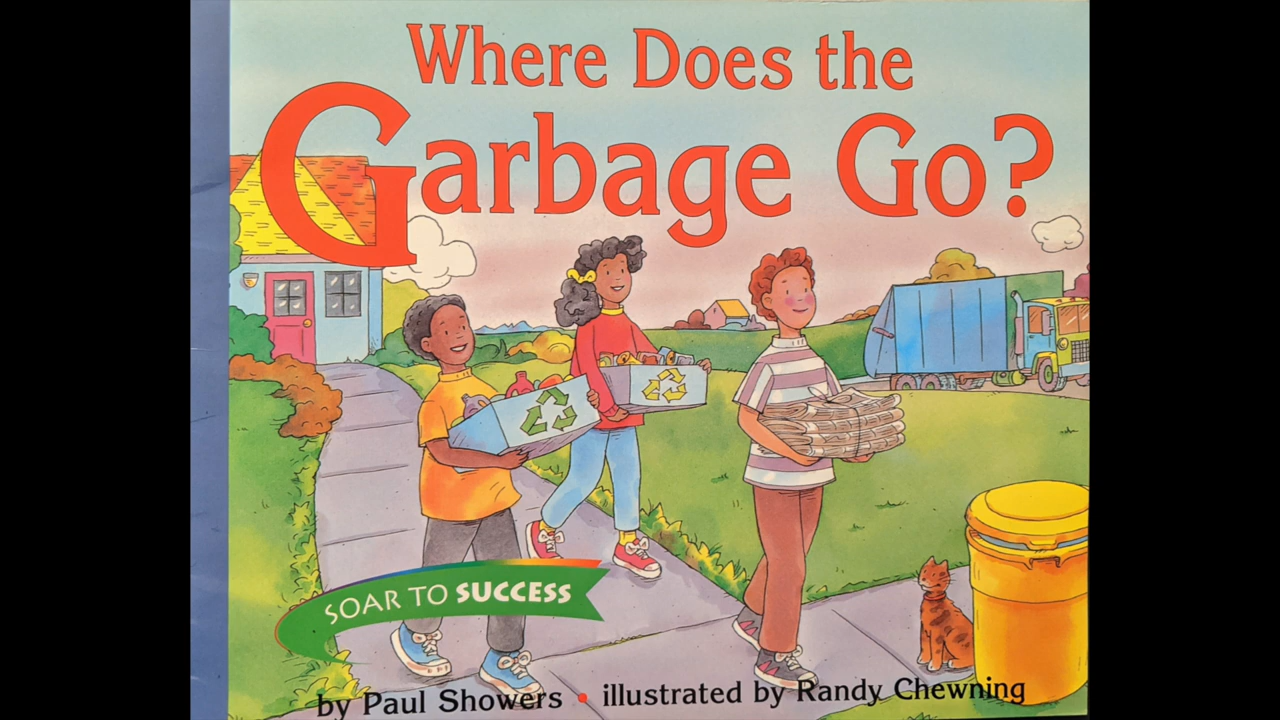 Where Does the
Garbage Go?
SOAR TO SUCCESS
by Paul Showers • illustrated by Randy Chewning